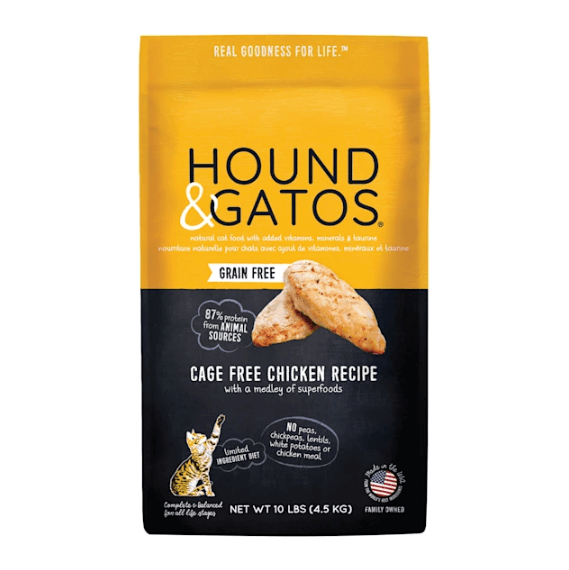 REAL GOODNESS FOR LIFE.™
HOUND
&GATOS®
natural cat food with added vitamins, minerals & taurine
nourriture naturelle pour chats avec ajout de vitamines, minéraux et taurine
GRAIN FREE
87% protein
from ANIMAL
SOURCES
CAGE FREE CHICKEN RECIPE
with a medley of superfoods
NO peas,
chickpeas, lentils,
white potatoes or
chicken meal
Limited
INGREDIENT DIET
Made in the USA
Complete & Balanced
for all life stages
NET WT 10 LBS (4.5 KG)
FAMILY OWNED